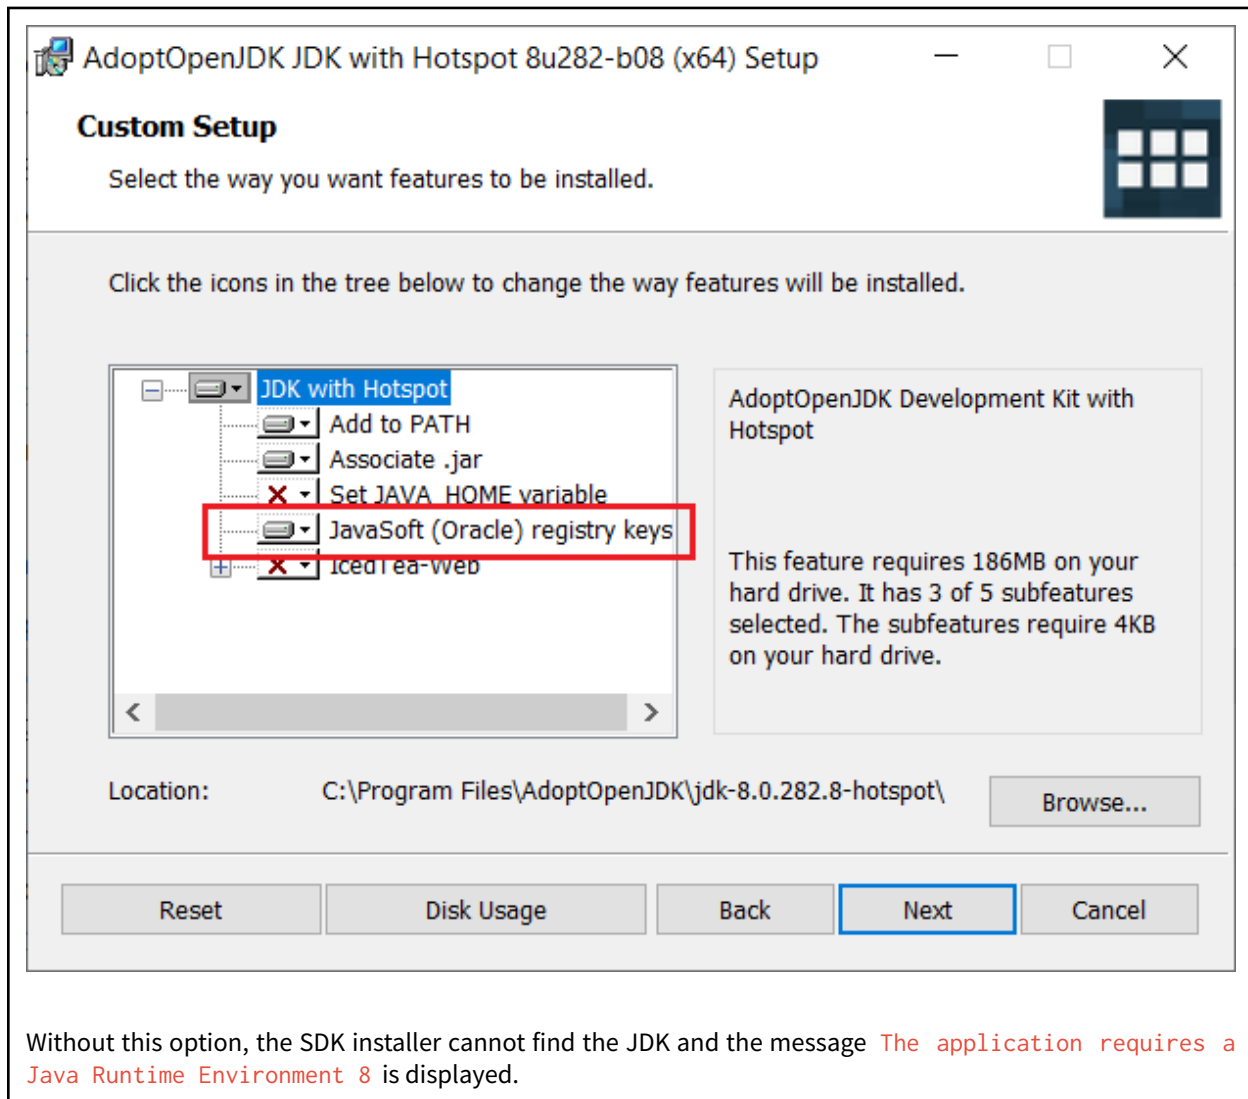 AdoptOpenJDK JDK with Hotspot 8u282-b08 (x64) Setup
Custom Setup
Select the way you want features to be installed.
Click the icons in the tree below to change the way features will be installed.
JDK with Hotspot
Add to PATH
Associate .jar
Set JAVA_HOME variable
JavaSoft (Oracle) registry keys
IcedTea-Web
AdoptOpenJDK Development Kit with
Hotspot
This feature requires 186MB on your
hard drive. It has 3 of 5 subfeatures
selected. The subfeatures require 4KB
on your hard drive.
Location: C:\Program Files\AdoptOpenJDK\jdk-8.0.282.8-hotspot\
Browse...
Reset Disk Usage Back Next Cancel
Without this option, the SDK installer cannot find the JDK and the message The application requires a
Java Runtime Environment 8 is displayed.